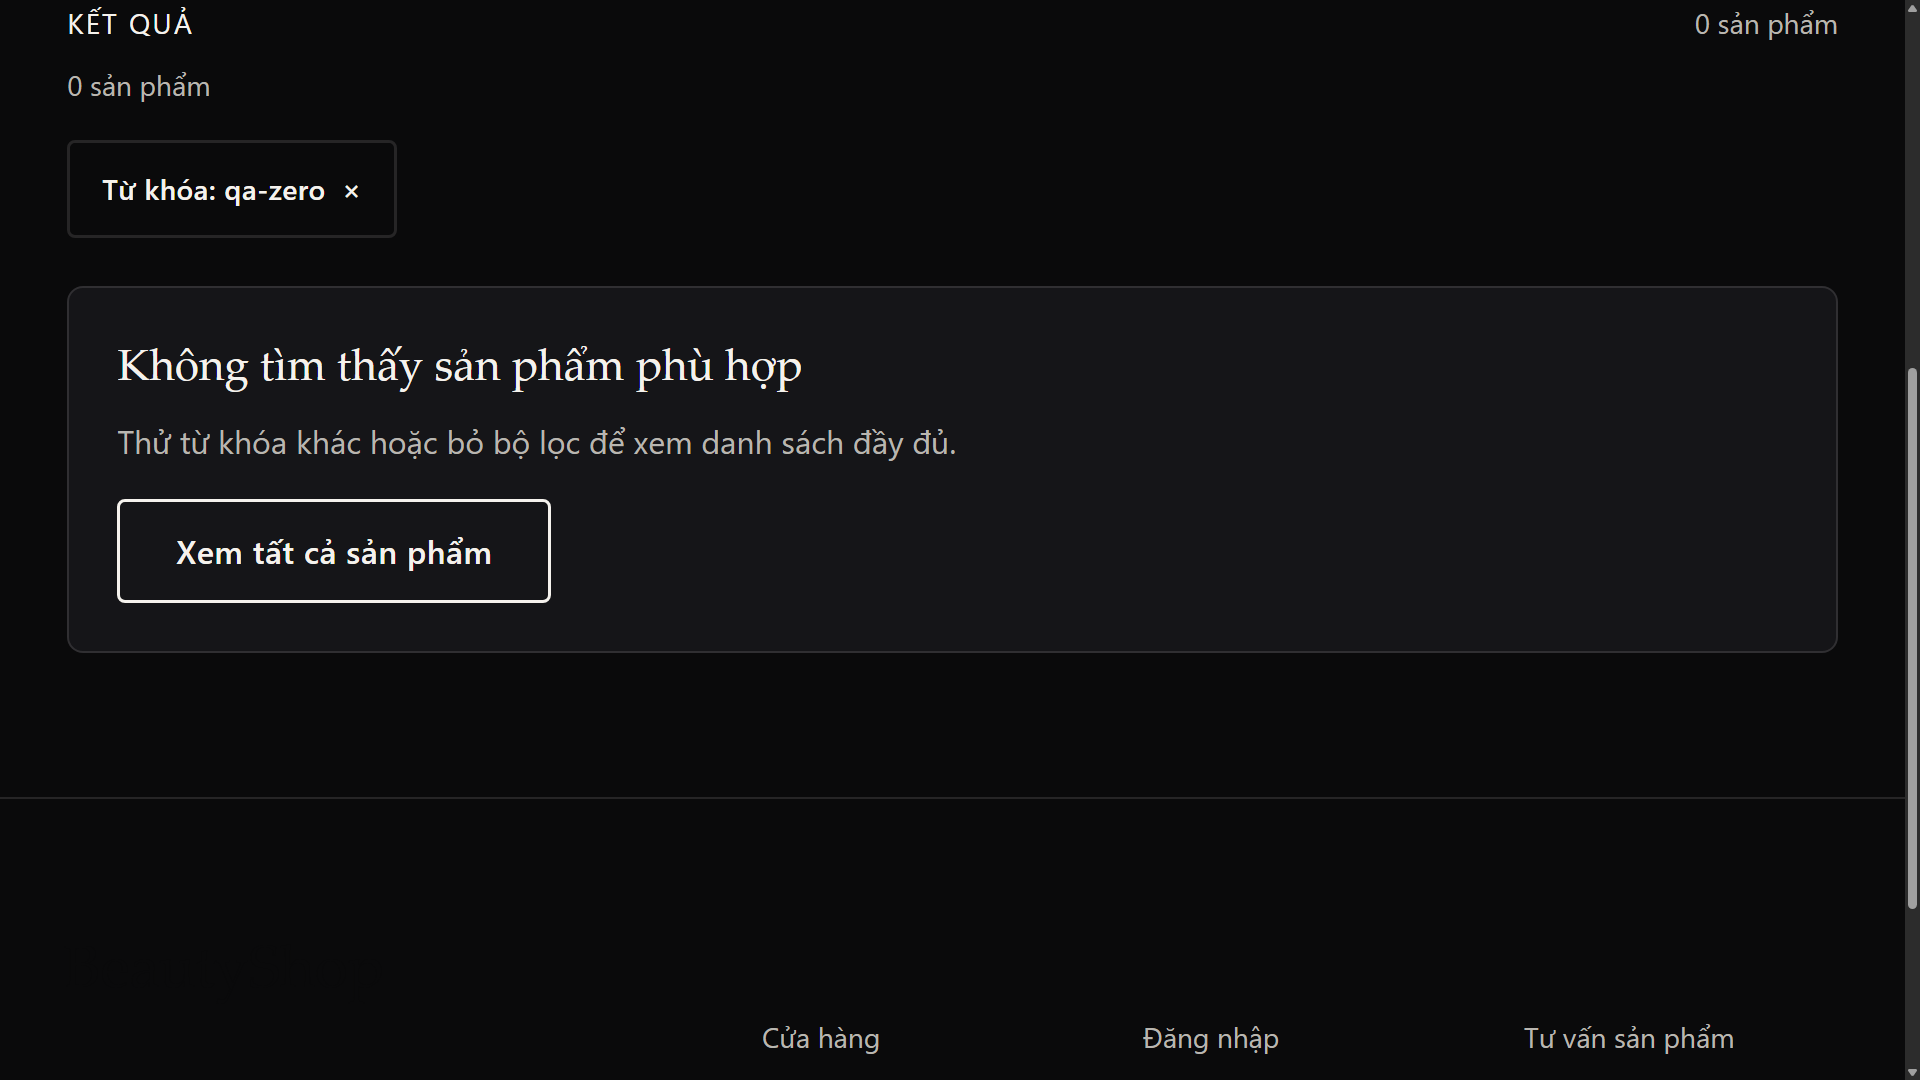 KẾT QUẢ
0 sản phẩm
0 sản phẩm
Từ khóa: qa-zero ×
Không tìm thấy sản phẩm phù hợp
Thử từ khóa khác hoặc bỏ bộ lọc để xem danh sách đầy đủ.
Xem tất cả sản phẩm
Cửa hàng
Đăng nhập
Tư vấn sản phẩm